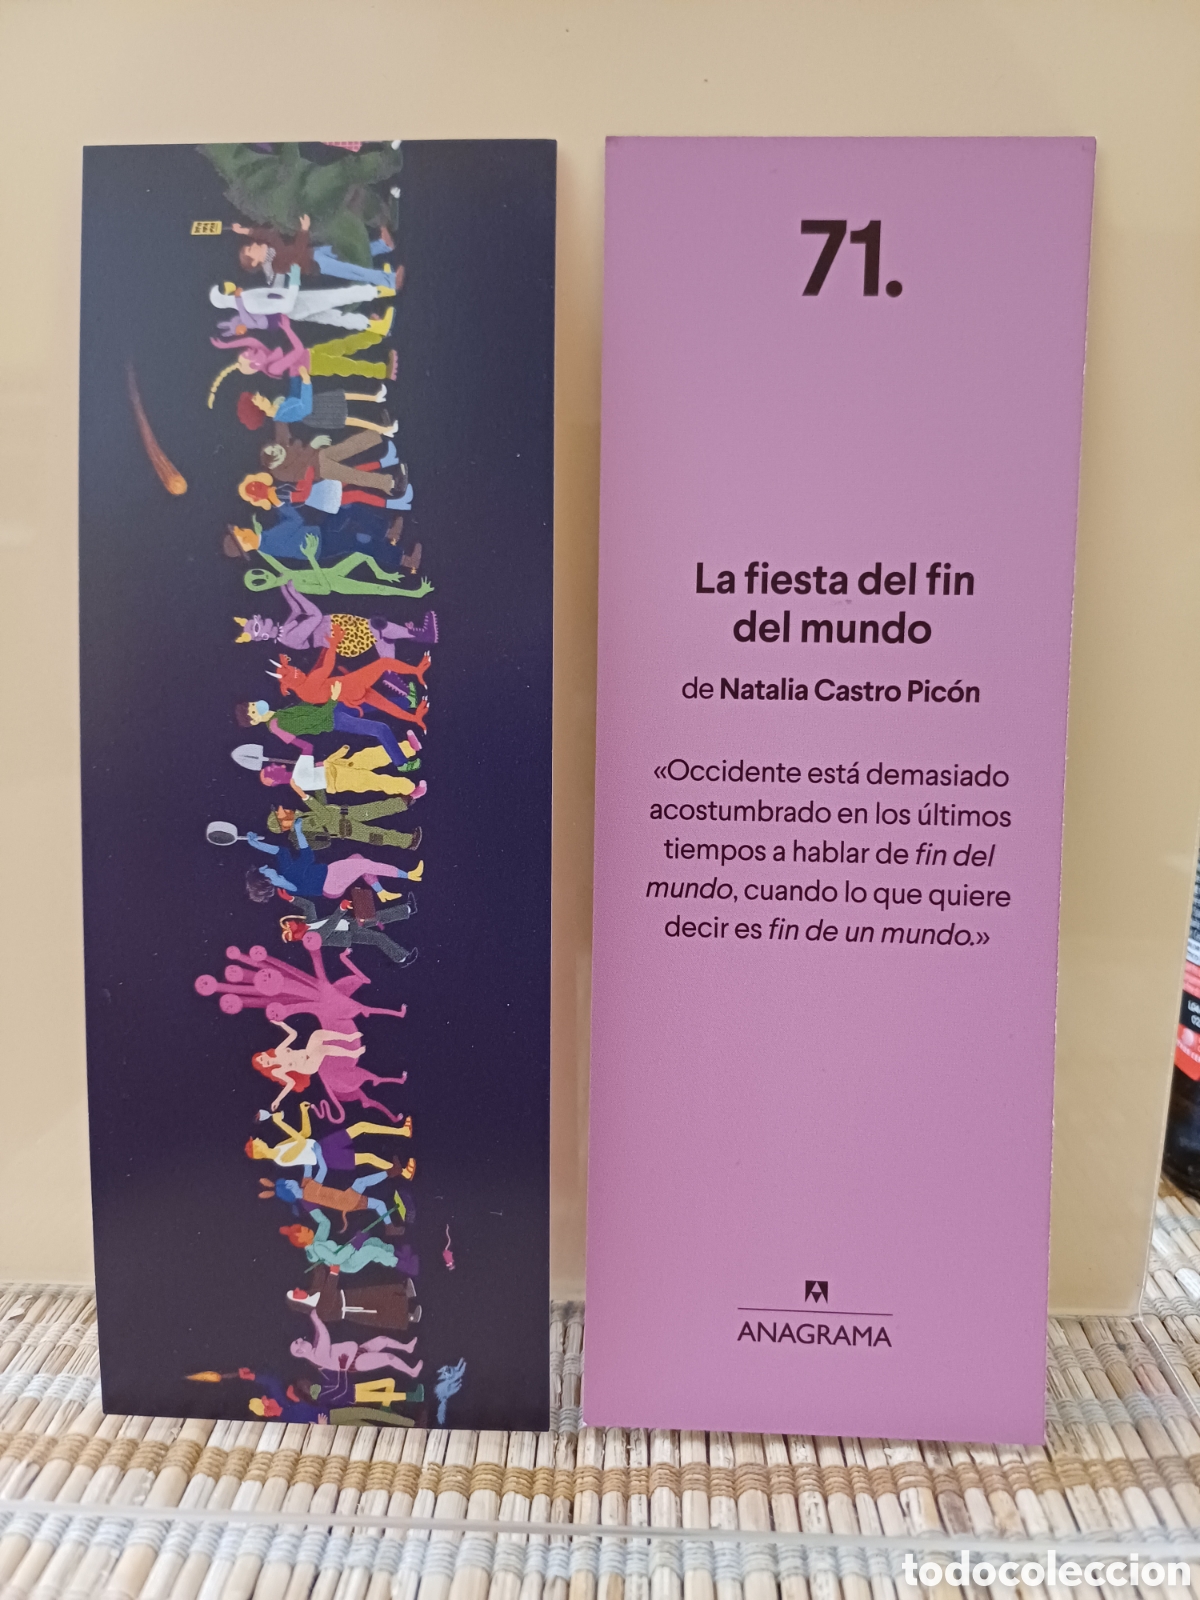 71.
La fiesta del fin
del mundo
de Natalia Castro Picón
«Occidente está demasiado
acostumbrado en los últimos
tiempos a hablar de fin del
mundo, cuando lo que quiere
decir es fin de un mundo.»
ANAGRAMA
todocoleccion